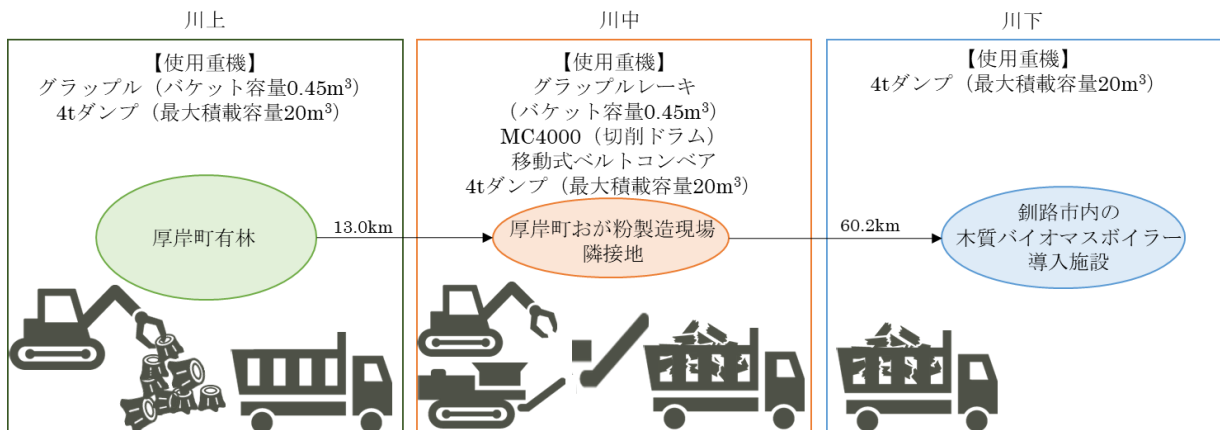 川上
【使用重機】
グラップル（バケット容量0.45m³）
4tダンプ（最大積載容量20m³）
厚岸町有林
13.0km
川中
【使用重機】
グラップルレーキ
（バケット容量0.45m³）
MC4000（切削ドラム）
移動式ベルトコンベア
4tダンプ（最大積載容量20m³）
厚岸町おが粉製造現場
隣接地
60.2km
川下
【使用重機】
4tダンプ（最大積載容量20m³）
釧路市内の
木質バイオマスボイラー
導入施設